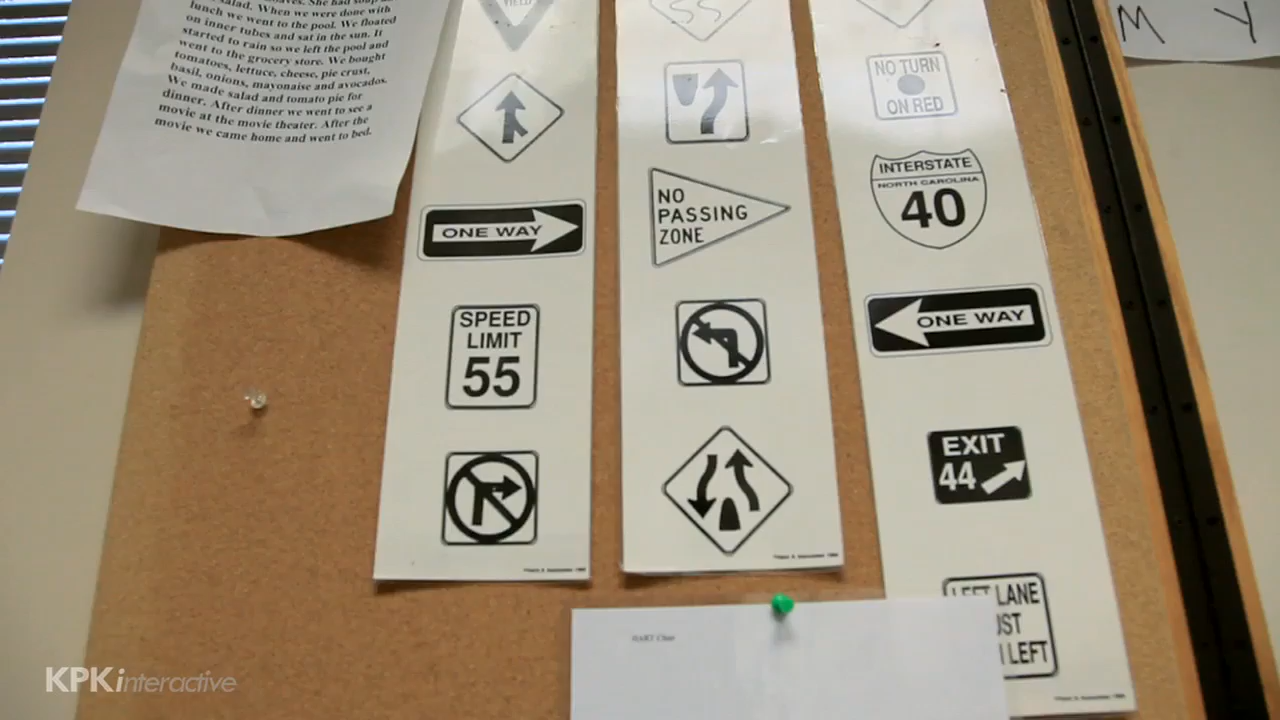 salad. When we were done with
lunch we went to the pool. We floated
on inner tubes and sat in the sun. It
started to rain so we left the pool and
went to the grocery store. We bought
tomatoes, lettuce, cheese, pie crust,
basil, onions, mayonaise and avocados.
We made salad and tomato pie for
dinner. After dinner we went to see a
movie at the movie theater. After the
movie we came home and went to bed.
YIELD
ONE WAY
SPEED
LIMIT
55
NO
PASSING
ZONE
NO TURN
ON RED
INTERSTATE
NORTH CAROLINA
40
ONE WAY
EXIT
44
LEFT LANE
LEFT
M Y
KPKinteractive